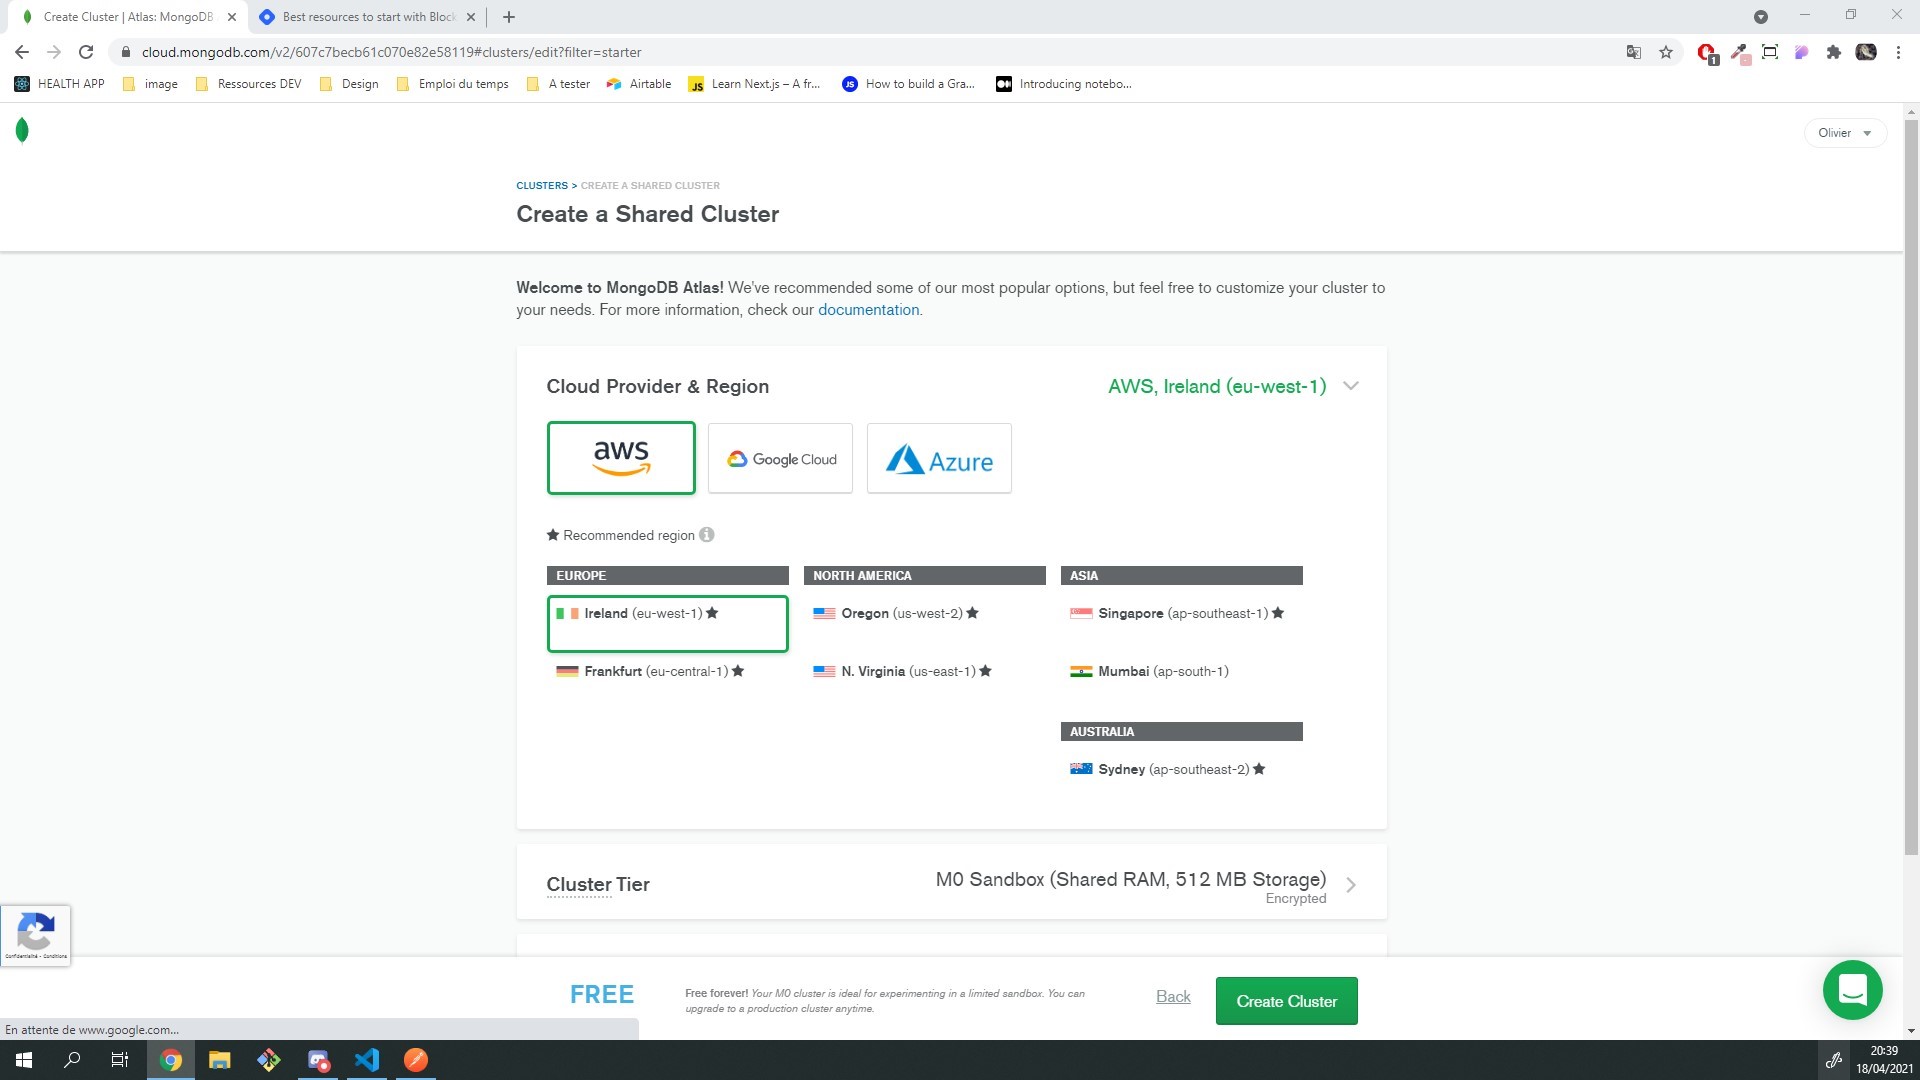 Create Cluster | Atlas: MongoDB
Best resources to start with Block
cloud.mongodb.com/v2/607c7becb61c070e82e58119#clusters/edit?filter=starter
1
HEALTH APP
image
Ressources DEV
Design
Emploi du temps
A tester
Airtable
JS
Learn Next.js – A fr...
JS
How to build a Gra...
Introducing notebo...
Olivier
CLUSTERS > CREATE A SHARED CLUSTER
Create a Shared Cluster
Welcome to MongoDB Atlas! We've recommended some of our most popular options, but feel free to customize your cluster to
your needs. For more information, check our documentation.
Cloud Provider & Region
AWS, Ireland (eu-west-1)
aws
Google Cloud
Azure
★ Recommended region
EUROPE
Ireland (eu-west-1) ★
Frankfurt (eu-central-1) ★
NORTH AMERICA
Oregon (us-west-2) ★
N. Virginia (us-east-1) ★
ASIA
Singapore (ap-southeast-1) ★
Mumbai (ap-south-1)
AUSTRALIA
Sydney (ap-southeast-2) ★
Cluster Tier
M0 Sandbox (Shared RAM, 512 MB Storage)
Encrypted
Confidentialité - Conditions
FREE
Free forever! Your M0 cluster is ideal for experimenting in a limited sandbox. You can
upgrade to a production cluster anytime.
Back
Create Cluster
En attente de www.google.com...
20:39
18/04/2021